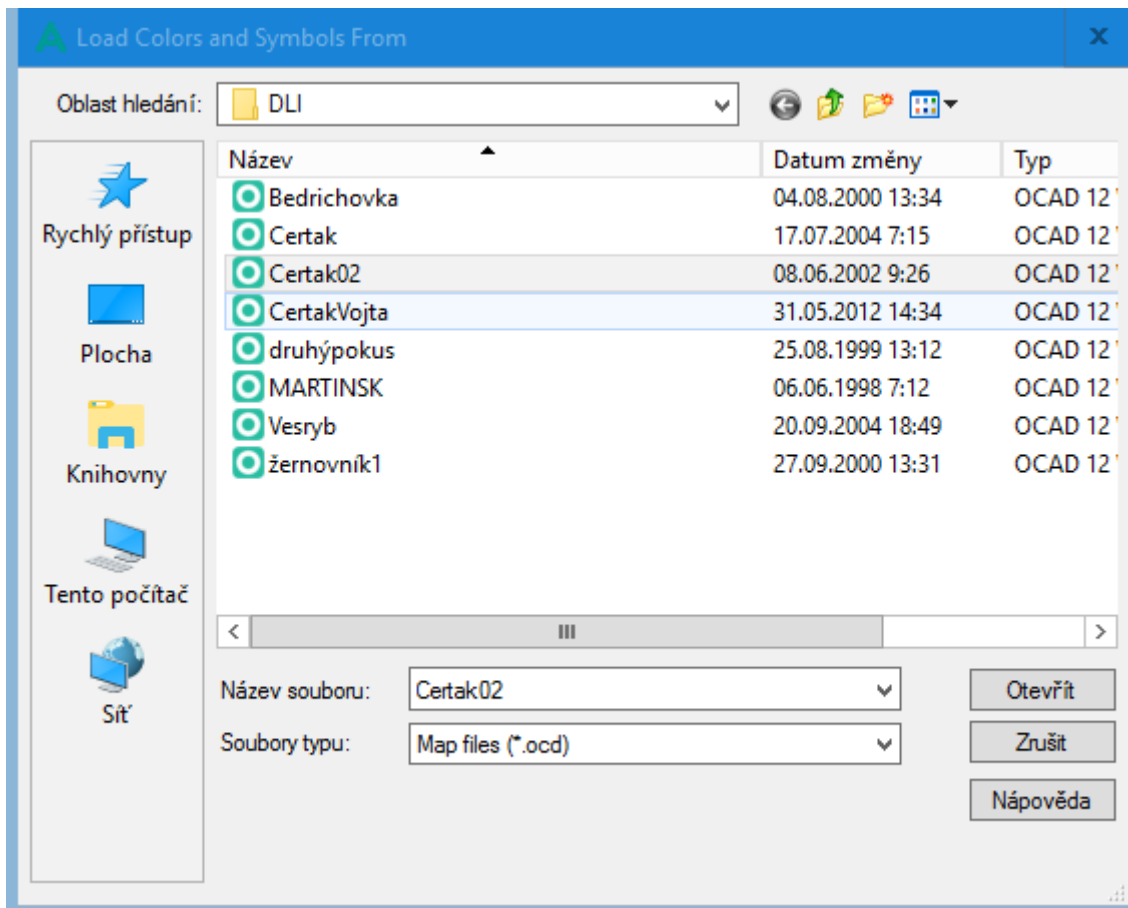 Load Colors and Symbols From
Oblast hledání: DLI
Název Datum změny Typ
Bedrichovka 04.08.2000 13:34 OCAD 12
Certak 17.07.2004 7:15 OCAD 12
Certak02 08.06.2002 9:26 OCAD 12
CertakVojta 31.05.2012 14:34 OCAD 12
druhýpokus 25.08.1999 13:12 OCAD 12
MARTINSK 06.06.1998 7:12 OCAD 12
Vesryb 20.09.2004 18:49 OCAD 12
žernovník1 27.09.2000 13:31 OCAD 12
Rychlý přístup
Plocha
Knihovny
Tento počítač
Síť
Název souboru: Certak02 Otevřít
Soubory typu: Map files (*.ocd) Zrušit
Nápověda